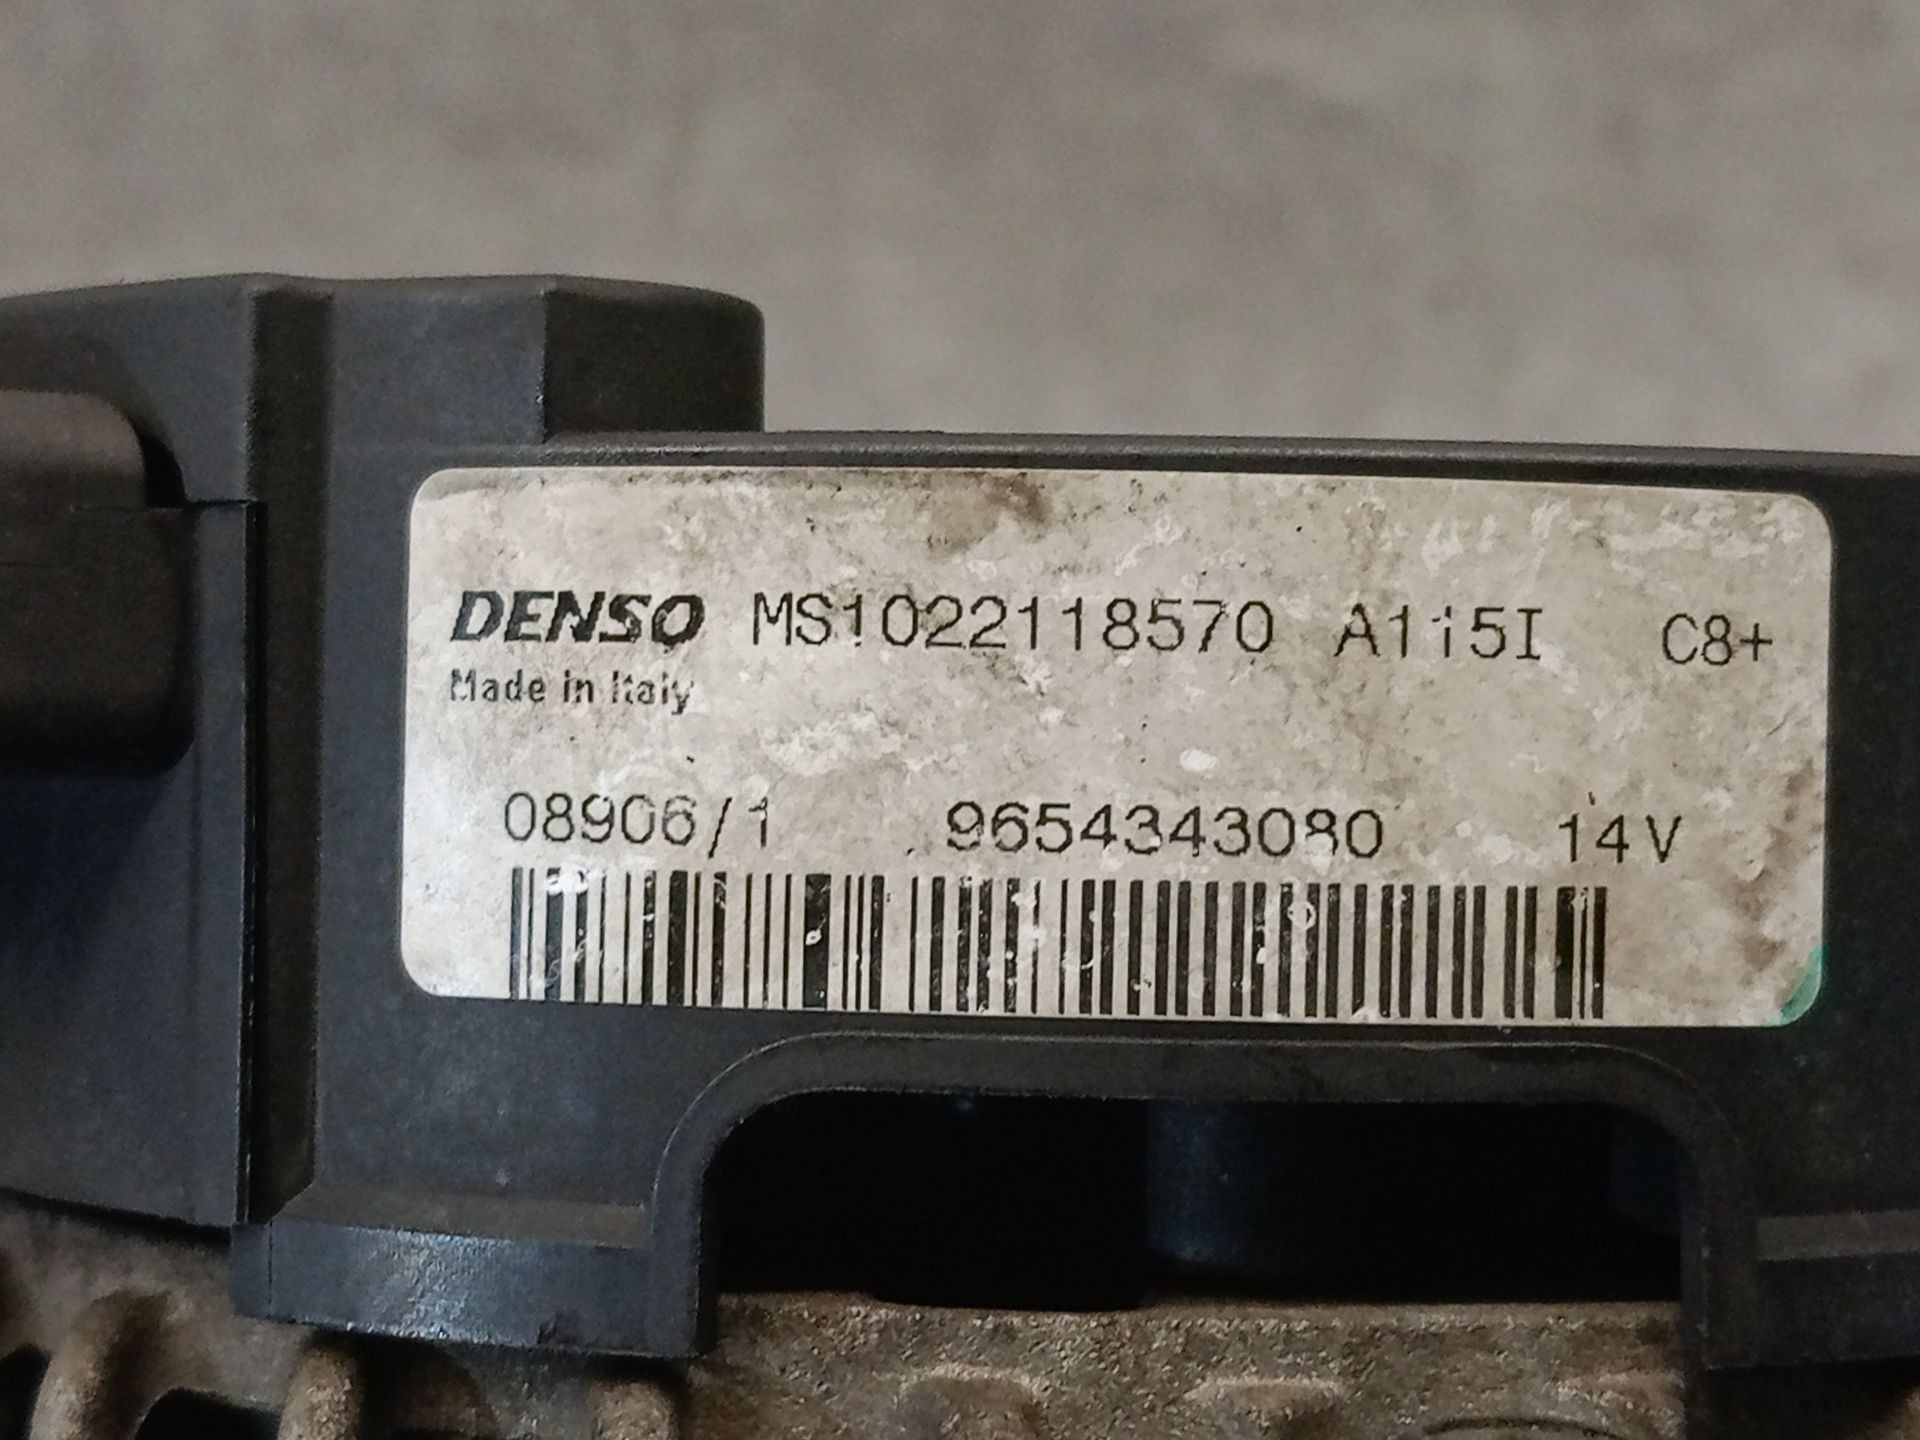 DENSO MS1022118570 A115I C8+
Made in Italy
08906/1 9654343080 14V